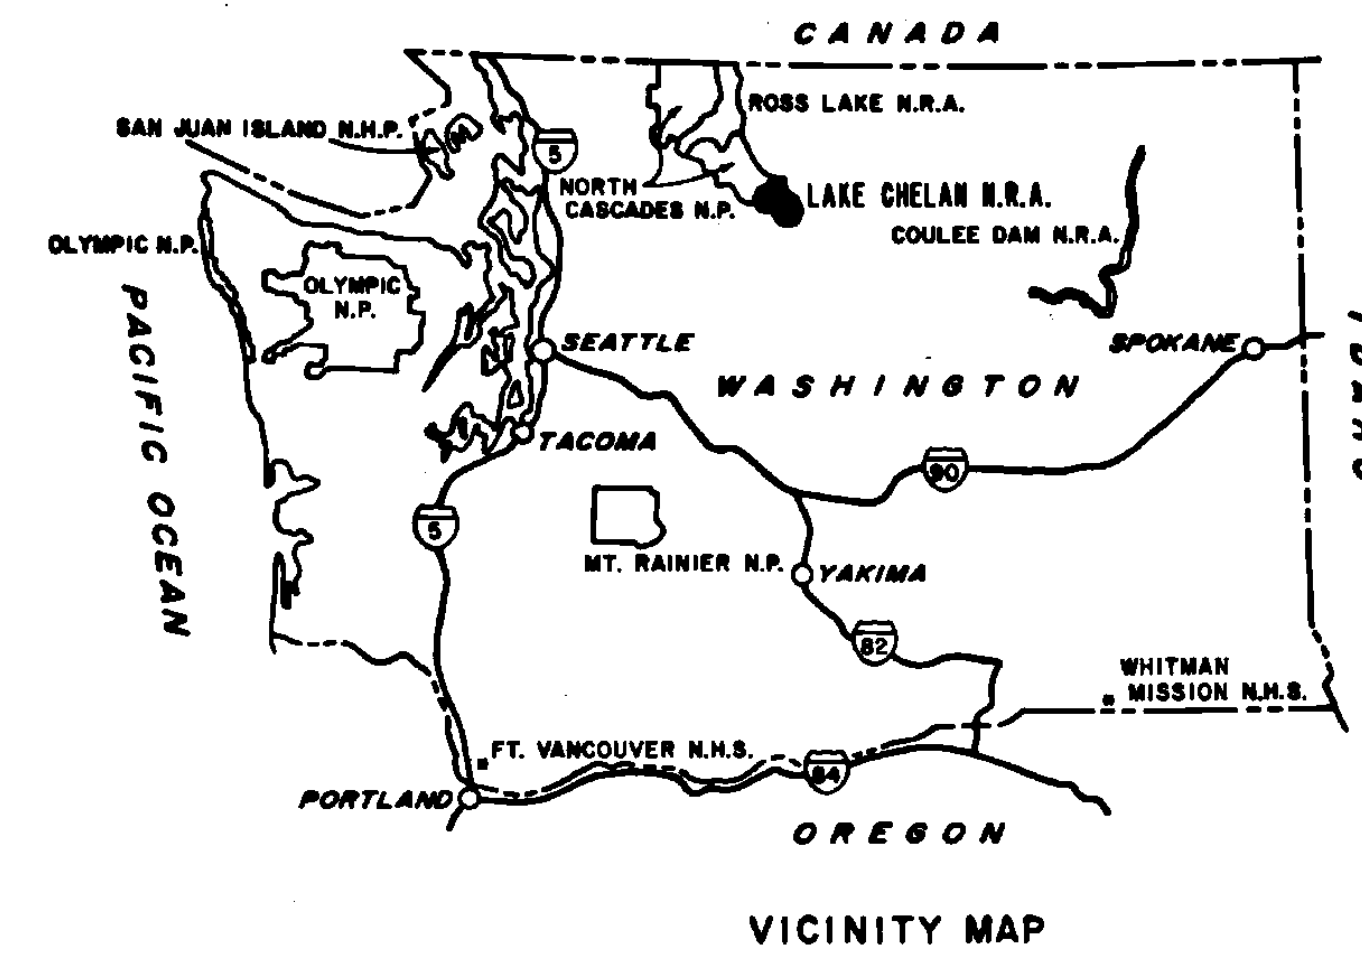 CANADA
ROSS LAKE N.R.A.
SAN JUAN ISLAND N.H.P.
5
NORTH
CASCADES N.P.
LAKE CHELAN N.R.A.
COULEE DAM N.R.A.
OLYMPIC N.P.
OLYMPIC
N.P.
PACIFIC OCEAN
SEATTLE
SPOKANE
IDAHO
WASHINGTON
TACOMA
90
5
MT. RAINIER N.P.
YAKIMA
82
WHITMAN
MISSION N.H.S.
FT. VANCOUVER N.H.S.
84
PORTLAND
OREGON
VICINITY MAP